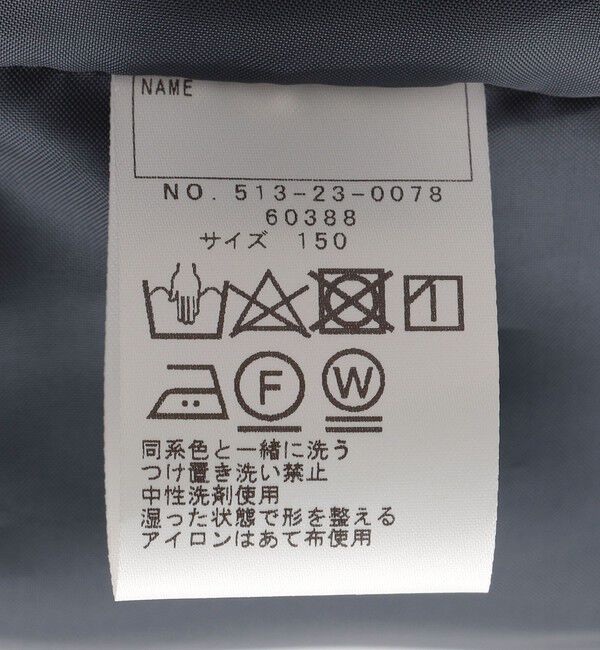 NAME
NO. 513-23-0078
60388
サイズ 150
F W
同系色と一緒に洗う
つけ置き洗い禁止
中性洗剤使用
湿った状態で形を整える
アイロンはあて布使用